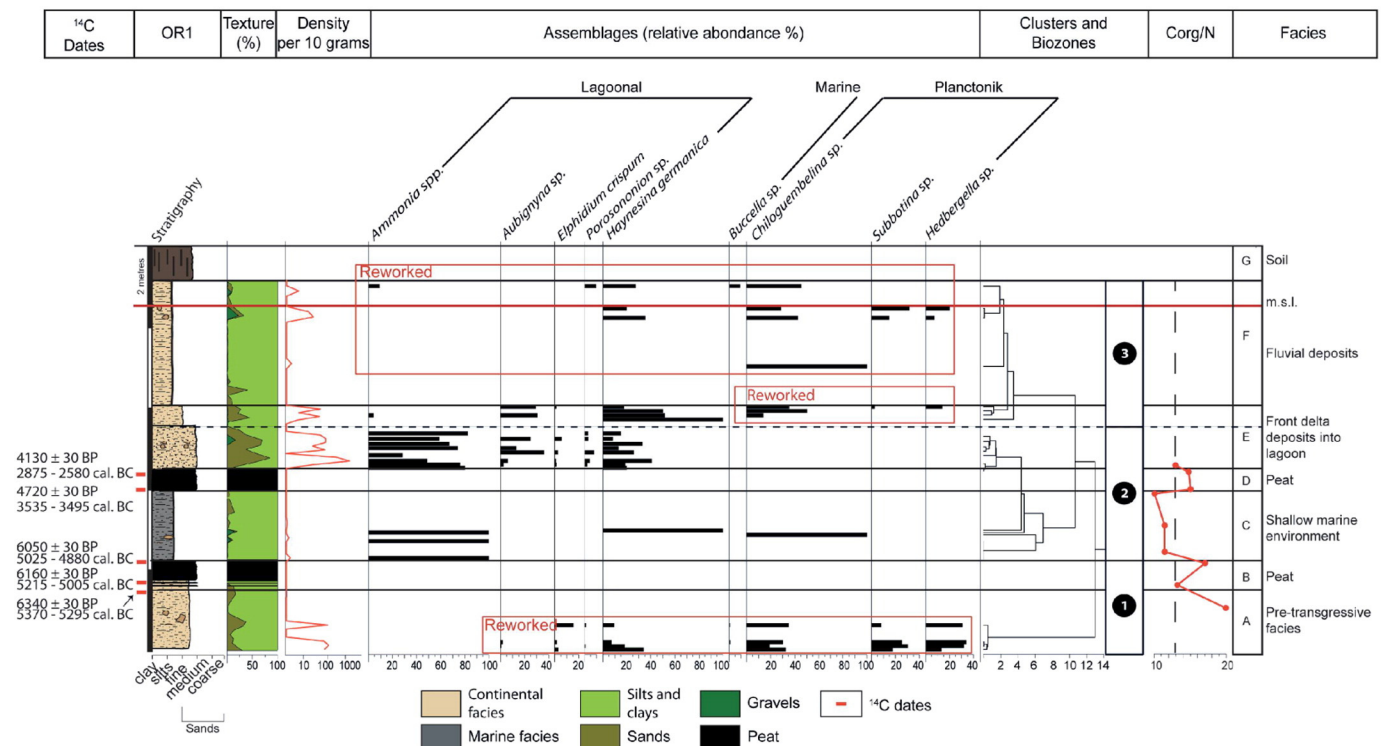 ¹⁴C
Dates
OR1
Texture
(%)
Density
per 10 grams
Assemblages (relative abundance %)
Clusters and
Biozones
Corg/N
Facies
Lagoonal
Marine
Planctonik
Stratigraphy
Ammonia spp.
Aubignyna sp.
Elphidium crispum
Porosononion sp.
Haynesina germanica
Buccella sp.
Chiloguembelina sp.
Subbotina sp.
Hedbergella sp.
2 metres
Reworked
G
Soil
m.s.l.
F
3
Fluvial deposits
Reworked
Front delta
E
deposits into
lagoon
4130 ± 30 BP
2875 - 2580 cal. BC
D
Peat
4720 ± 30 BP
3535 - 3495 cal. BC
2
C
Shallow marine
environment
6050 ± 30 BP
5025 - 4880 cal. BC
6160 ± 30 BP
5215 - 5005 cal. BC
B
Peat
6340 ± 30 BP
5370 - 5295 cal. BC
1
Reworked
A
Pre-transgressive
facies
clay
silts
fine
medium
coarse
Sands
50 100
10 100 1000
20 40 60 80 100
20 40
20
20 40 60 80 100
20 40 60 80 100
20 40
20 40
2 4 6 8 10 12 14
10 20
Continental
facies
Silts and
clays
Gravels
¹⁴C dates
Marine facies
Sands
Peat